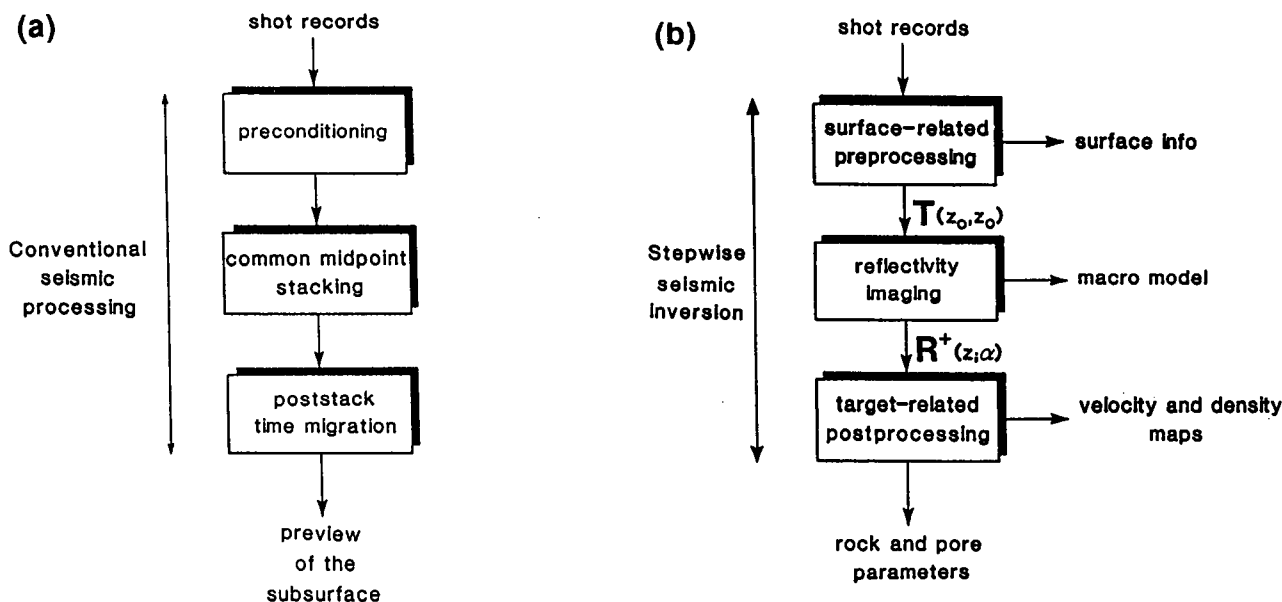 (a)
shot records
preconditioning
common midpoint
stacking
poststack
time migration
Conventional
seismic
processing
preview
of the
subsurface
(b)
shot records
surface-related
preprocessing
surface info
T(z₀,z₀)
reflectivity
imaging
macro model
R⁺(z;α)
target-related
postprocessing
velocity and density
maps
Stepwise
seismic
inversion
rock and pore
parameters